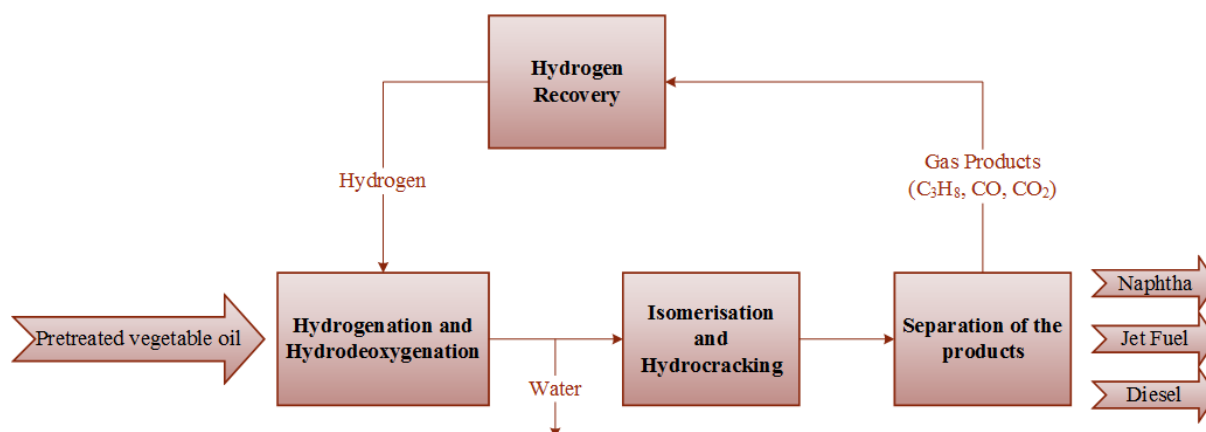 Hydrogen
Recovery
Hydrogen
Gas Products
(C₃H₈, CO, CO₂)
Pretreated vegetable oil
Hydrogenation and
Hydrodeoxygenation
Water
Isomerisation
and
Hydrocracking
Separation of the
products
Naphtha
Jet Fuel
Diesel